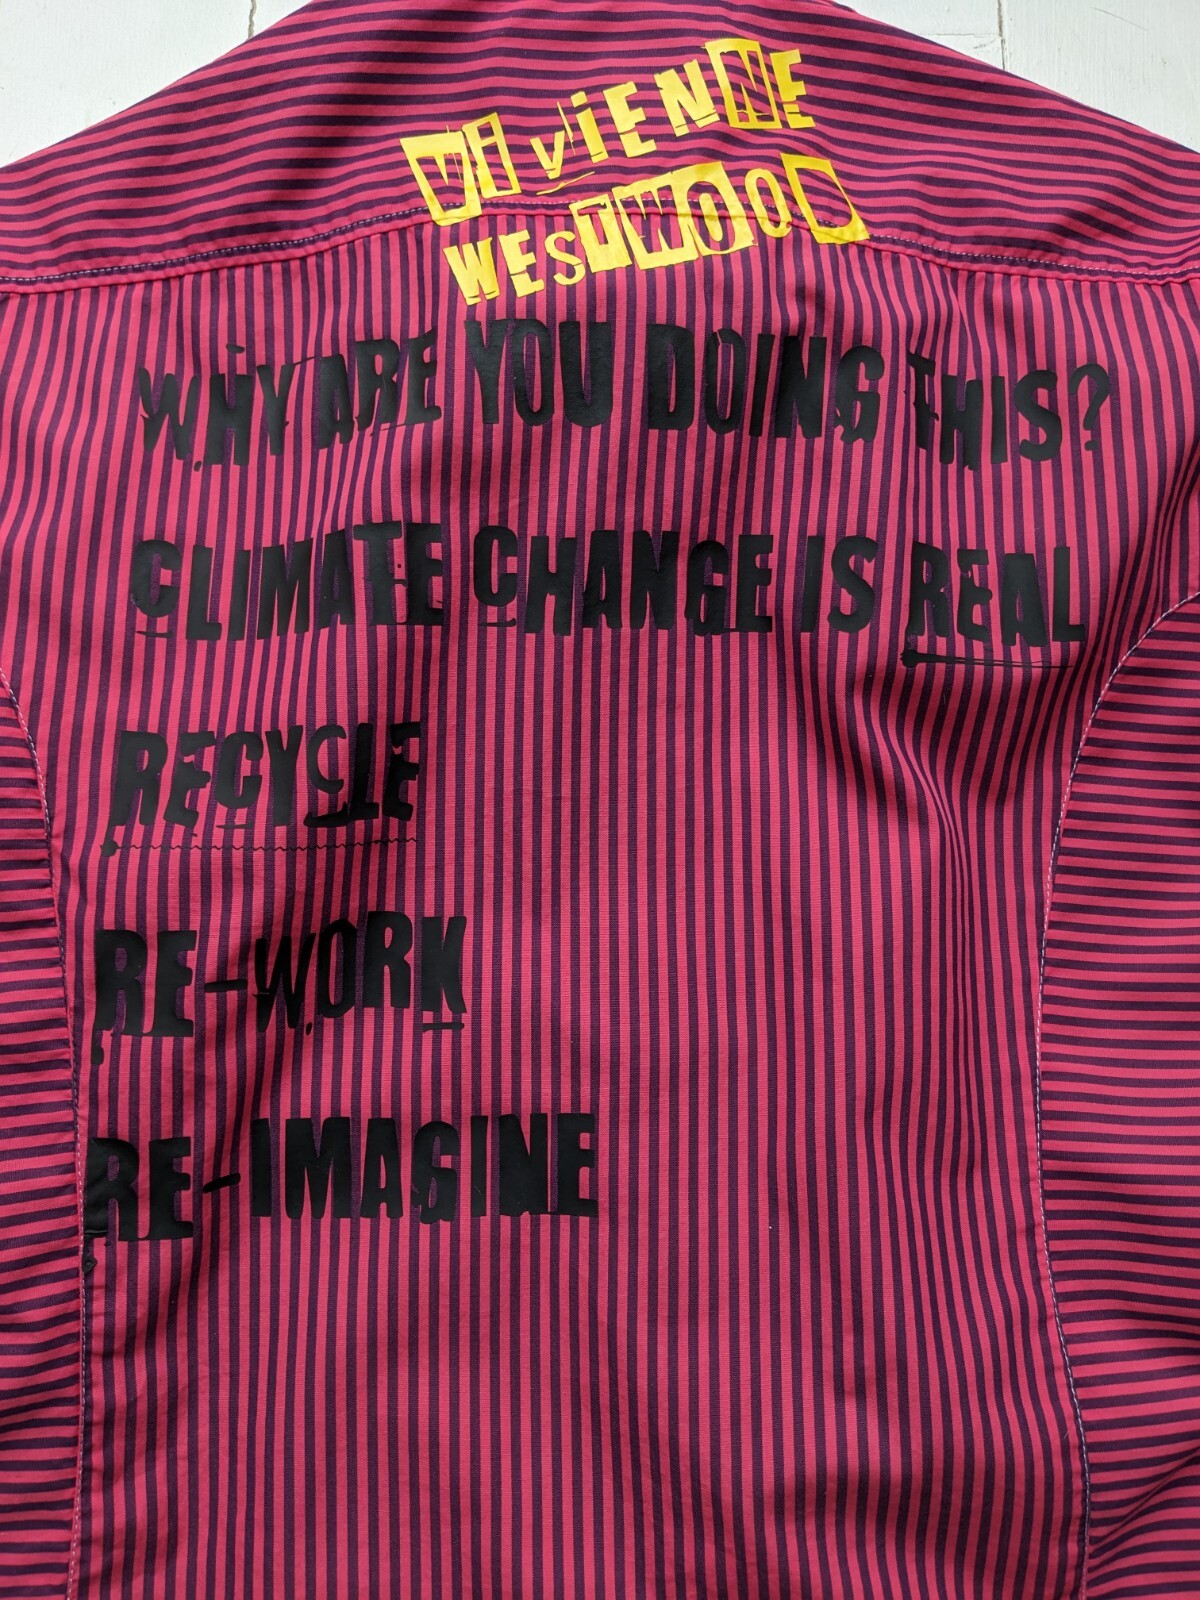 ViViENNE
WESTWOOD
WHY ARE YOU DOING THIS?
CLIMATE CHANGE IS REAL
RECYCLE
RE-WORK
RE-IMAGINE